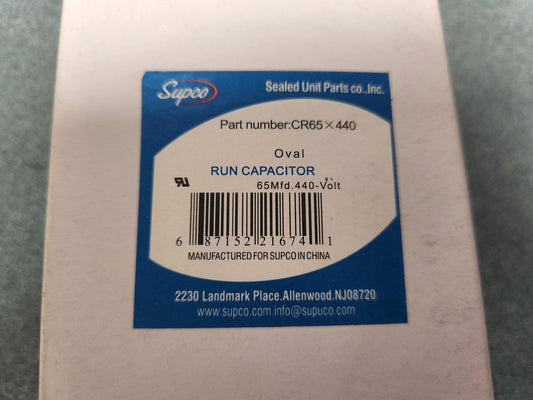 Supco
Sealed Unit Parts co.,Inc.
Part number:CR65×440
Oval
RUN CAPACITOR
65Mfd.440-Volt
6 87152 21674 1
MANUFACTURED FOR SUPCO IN CHINA
2230 Landmark Place.Allenwood.NJ08720
www.supco.com.info@supuco.com